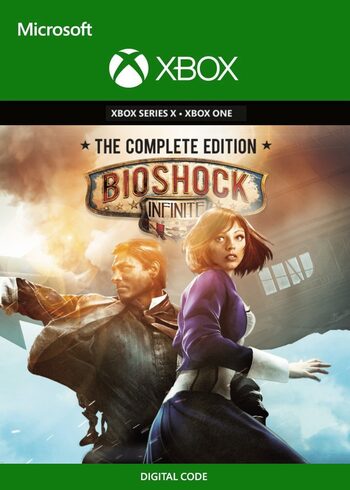 Microsoft
XBOX
XBOX SERIES X • XBOX ONE
★ THE COMPLETE EDITION ★
BIOSHOCK
INFINITE
DIGITAL CODE